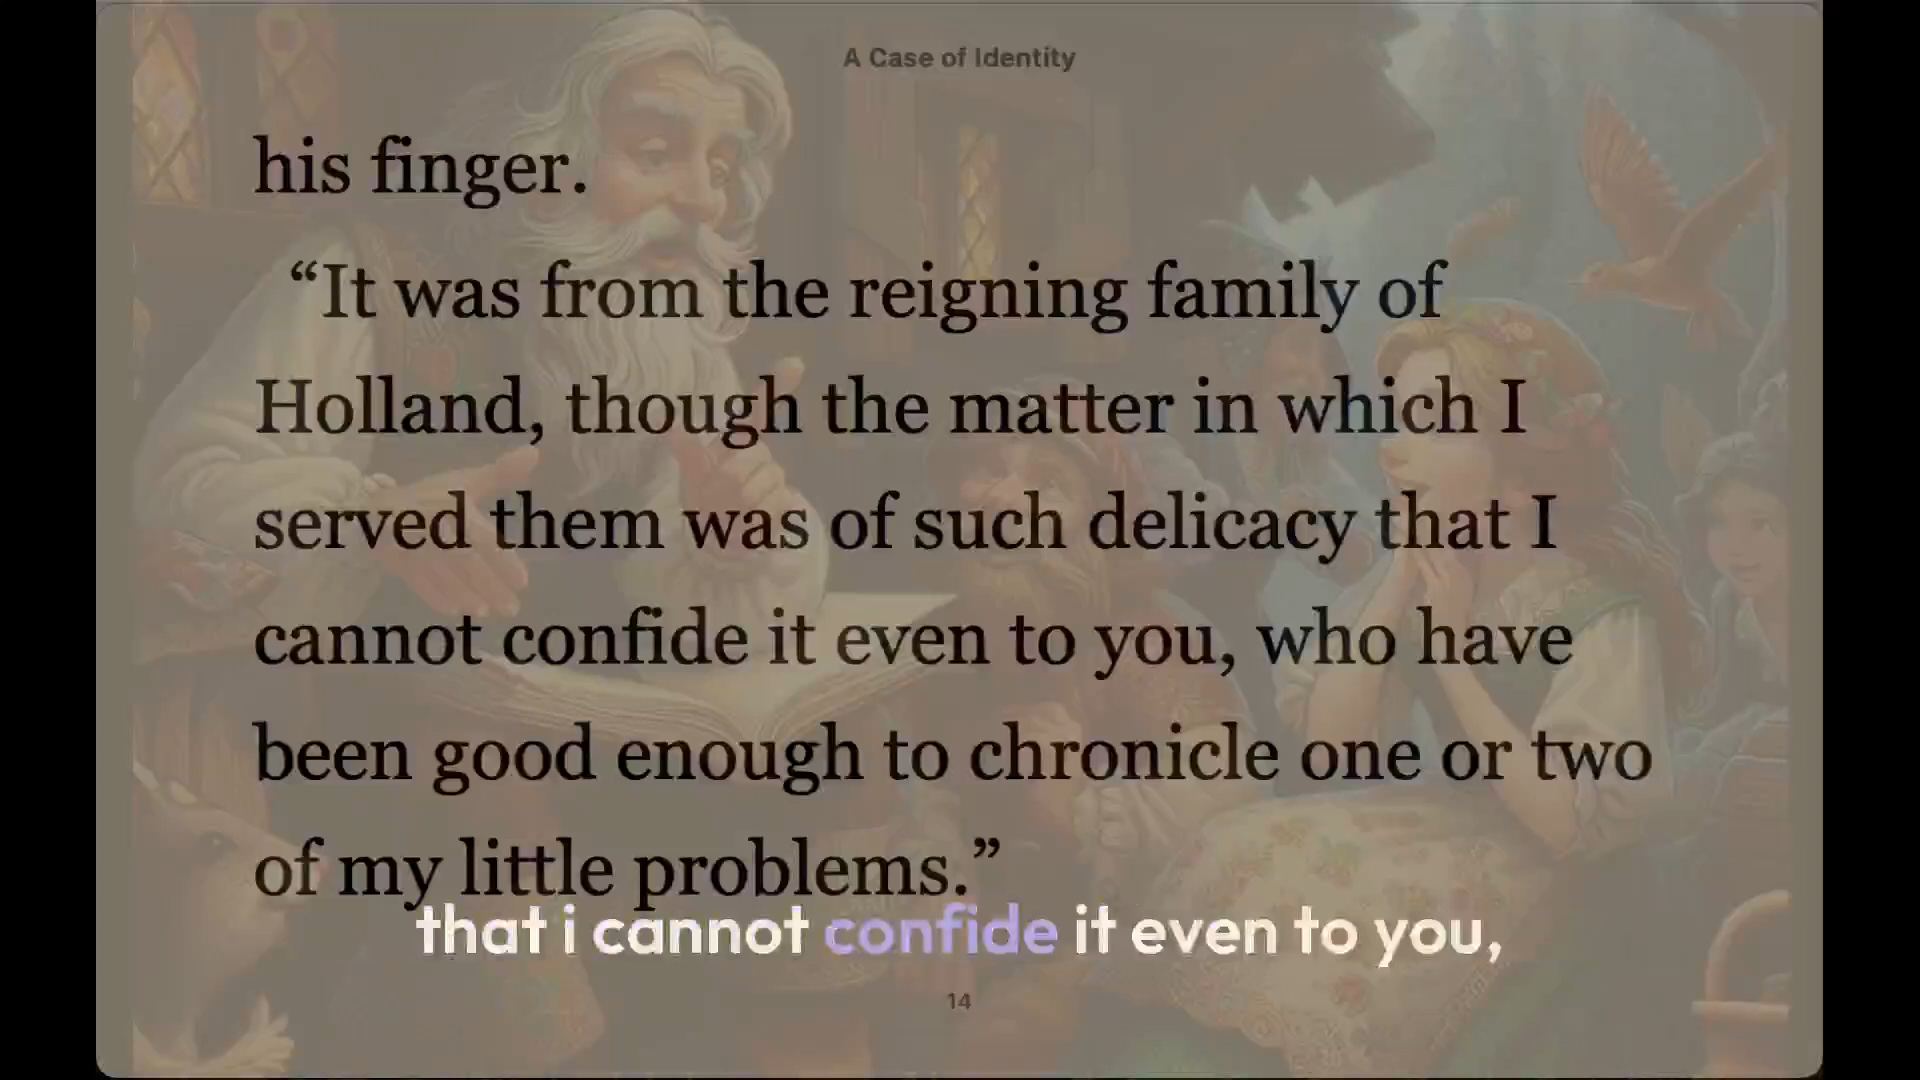 A Case of Identity
his finger.
“It was from the reigning family of
Holland, though the matter in which I
served them was of such delicacy that I
cannot confide it even to you, who have
been good enough to chronicle one or two
of my little problems.”
that i cannot confide it even to you,
14